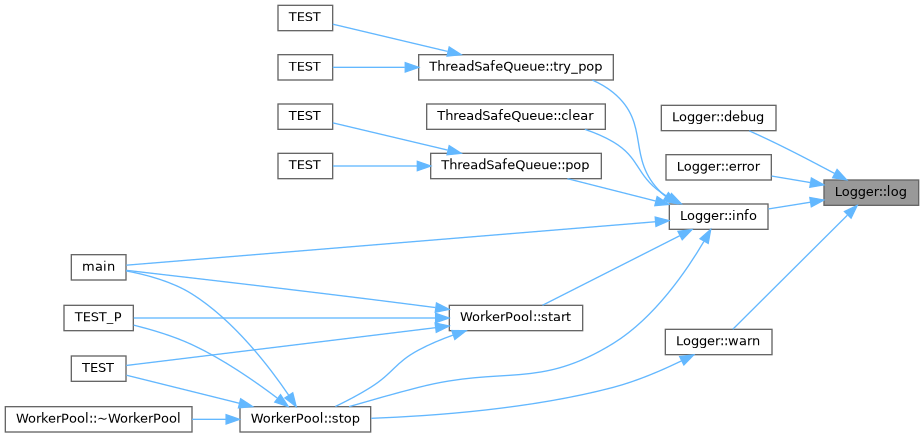 TEST
ThreadSafeQueue::try_pop
TEST
ThreadSafeQueue::clear
Logger::debug
TEST
ThreadSafeQueue::pop
TEST
Logger::error
Logger::log
Logger::info
main
WorkerPool::start
TEST_P
Logger::warn
TEST
WorkerPool::~WorkerPool
WorkerPool::stop